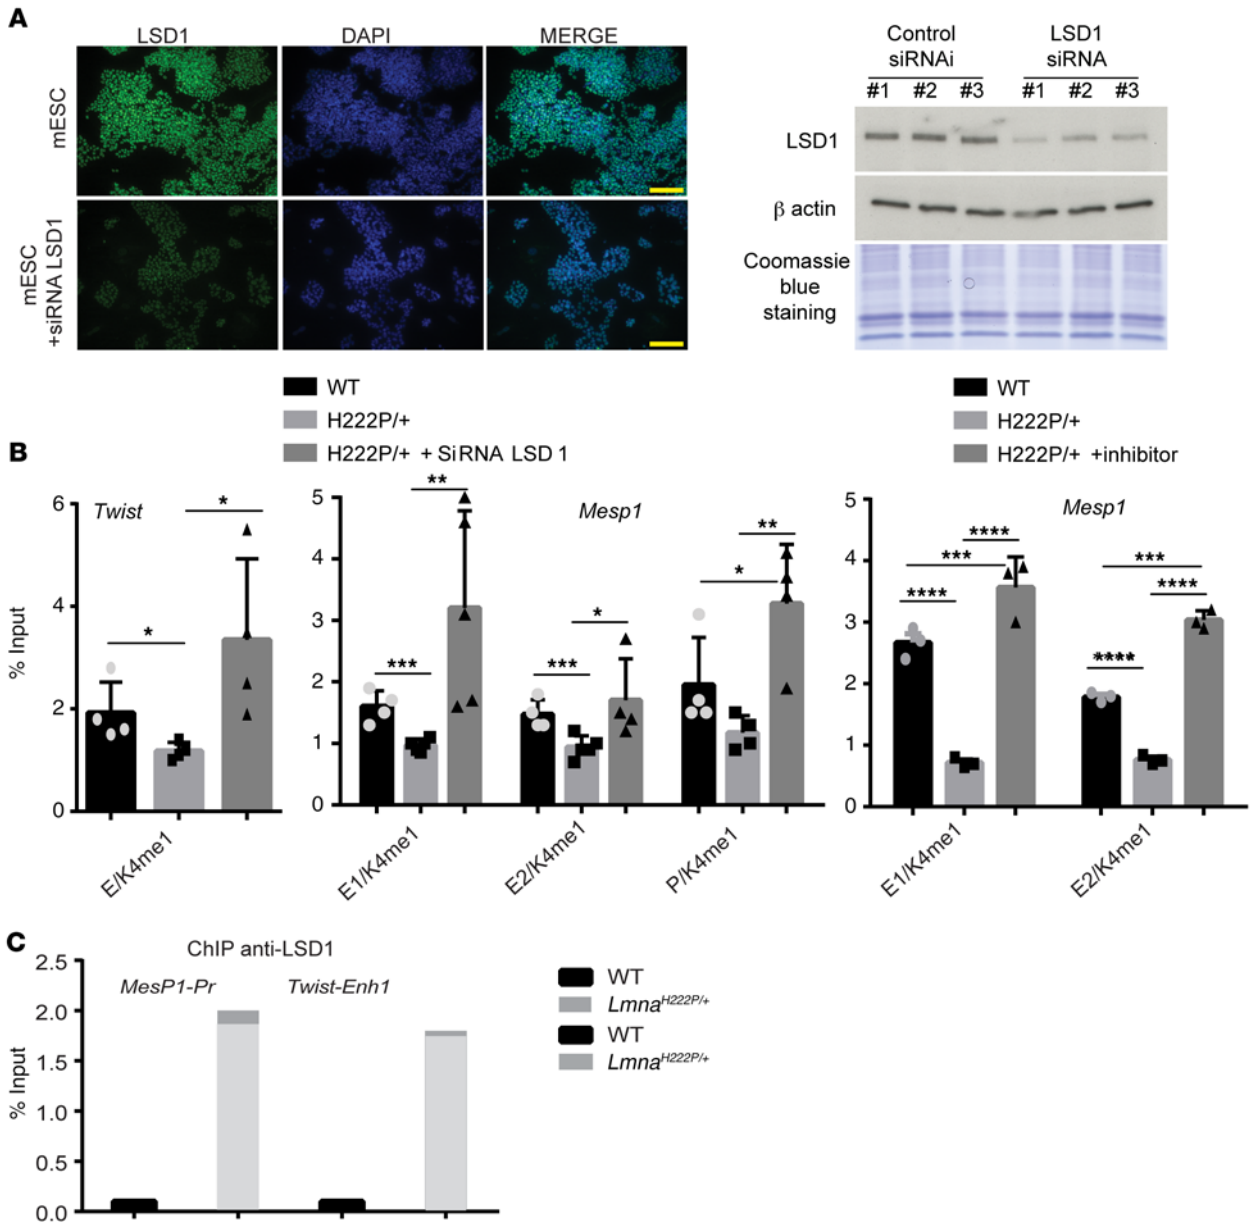 A
LSD1 DAPI MERGE
mESC
mESC
+siRNA LSD1
Control
siRNAi
LSD1
siRNA
#1 #2 #3 #1 #2 #3
LSD1
β actin
Coomassie
blue
staining
WT
H222P/+
H222P/+ + SiRNA LSD 1
WT
H222P/+
H222P/+ +inhibitor
B
% Input
6
4
2
0
Twist
*
*
E/K4me1
5
4
3
2
1
0
Mesp1
***
**
***
*
*
**
E1/K4me1
E2/K4me1
P/K4me1
5
4
3
2
1
0
Mesp1
****
***
****
****
***
****
E1/K4me1
E2/K4me1
C
ChIP anti-LSD1
MesP1-Pr Twist-Enh1
% Input
2.5
2.0
1.5
1.0
0.5
0.0
WT
Lmna^H222P/+
WT
Lmna^H222P/+